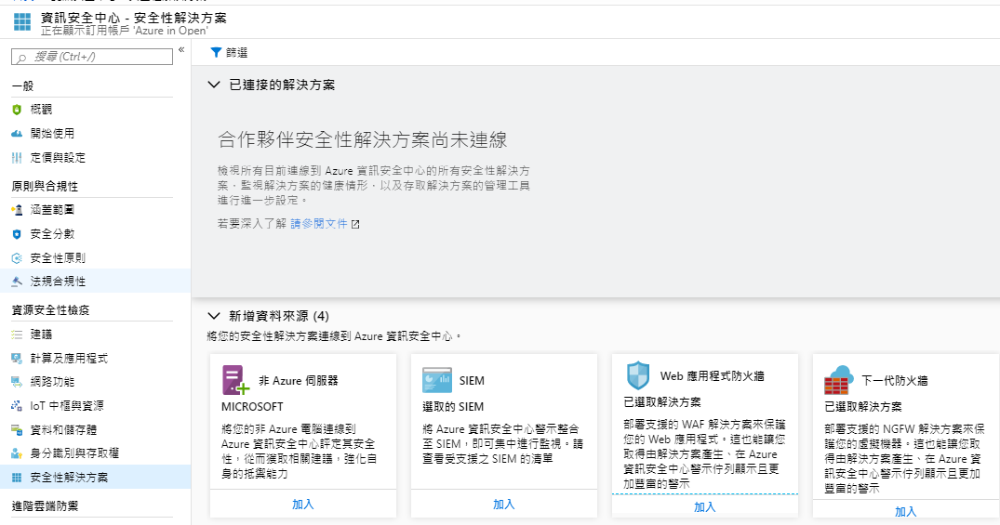 資訊安全中心 - 安全性解決方案
正在顯示訂用帳戶 'Azure in Open'
搜尋 (Ctrl+/)
«
一般
概觀
開始使用
定價與設定
原則與合規性
涵蓋範圍
安全分數
安全性原則
法規合規性
資源安全性檢疫
建議
計算及應用程式
網路功能
IoT 中樞與資源
資料和儲存體
身分識別與存取權
安全性解決方案
進階雲端防禦
篩選
已連接的解決方案
合作夥伴安全性解決方案尚未連線
檢視所有目前連線到 Azure 資訊安全中心的所有安全性解決方
案、監視解決方案的健康情形、以及存取解決方案的管理工具
進行進一步設定。
若要深入了解 請參閱文件
新增資料來源 (4)
將您的安全性解決方案連線到 Azure 資訊安全中心。
非 Azure 伺服器
MICROSOFT
將您的非 Azure 電腦連線到
Azure 資訊安全中心評定其安全
性，從而獲取相關建議，強化自
身的抵禦能力
加入
SIEM
選取的 SIEM
將 Azure 資訊安全中心警示整合
至 SIEM，即可集中進行監視。請
查看受支援之 SIEM 的清單
加入
Web 應用程式防火牆
已選取解決方案
部署支援的 WAF 解決方案來保護
您的 Web 應用程式。這也能讓您
取得由解決方案產生、在 Azure
資訊安全中心警示佇列顯示且更
加豐富的警示
加入
下一代防火牆
已選取解決方案
部署支援的 NGFW 解決方案來保
護您的虛擬機器。這也能讓您取
得由解決方案產生、在 Azure 資
訊安全中心警示佇列顯示且更加
豐富的警示
加入